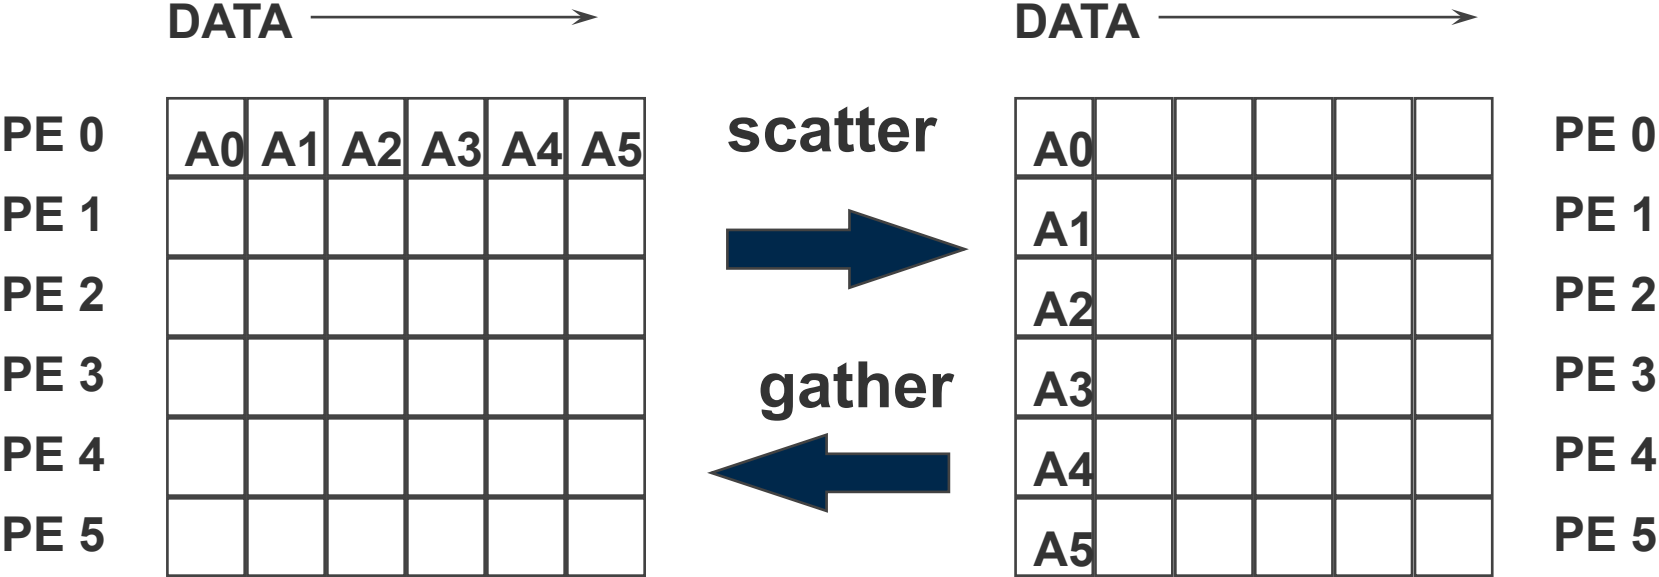 DATA DATA
PE 0 A0 A1 A2 A3 A4 A5 scatter A0 PE 0
PE 1 A1 PE 1
PE 2 A2 PE 2
PE 3 gather A3 PE 3
PE 4 A4 PE 4
PE 5 A5 PE 5